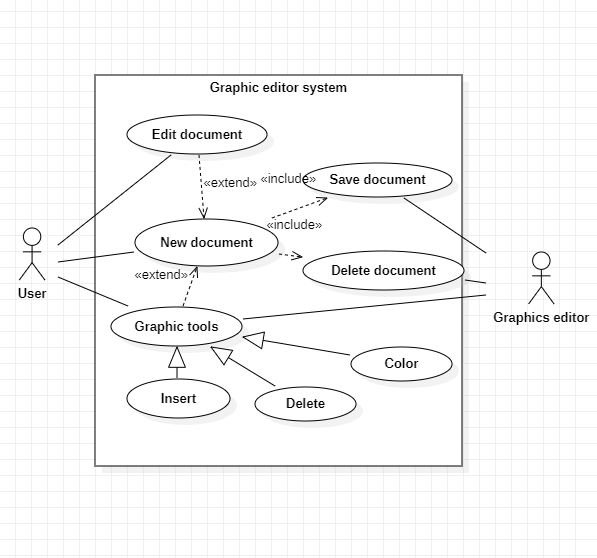 Graphic editor system
Edit document
«extend»
«include»
Save document
«include»
New document
Delete document
«extend»
User
Graphics editor
Graphic tools
Color
Insert
Delete